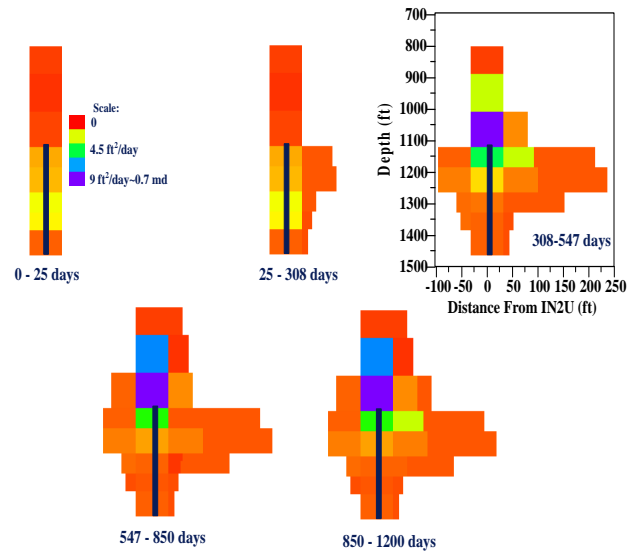 Scale:
0
4.5 ft²/day
9 ft²/day~0.7 md
0 - 25 days
25 - 308 days
700
800
900
1000
1100
1200
1300
1400
1500
Depth (ft)
308-547 days
-100 -50 0 50 100 150 200 250
Distance From IN2U (ft)
547 - 850 days
850 - 1200 days